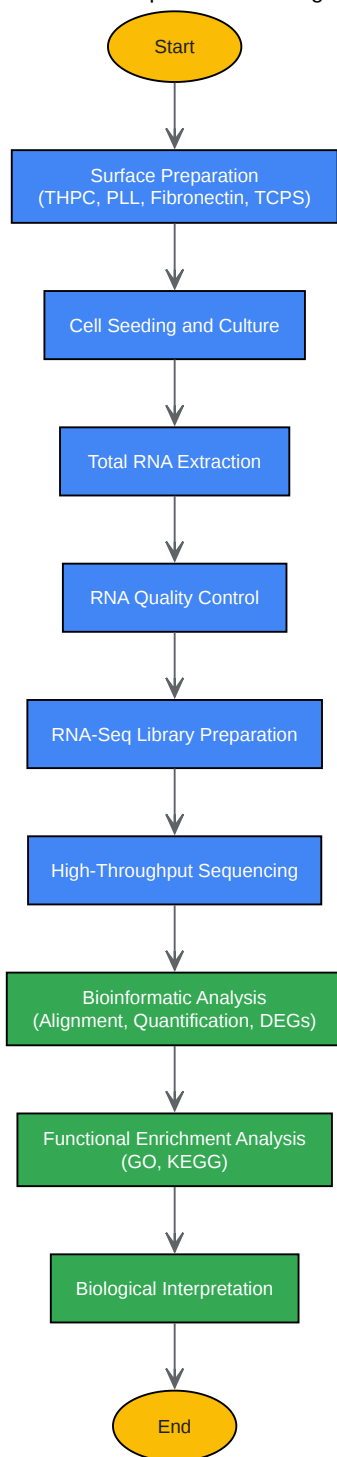 Start
Surface Preparation
(THPC, PLL, Fibronectin, TCPS)
Cell Seeding and Culture
Total RNA Extraction
RNA Quality Control
RNA-Seq Library Preparation
High-Throughput Sequencing
Bioinformatic Analysis
(Alignment, Quantification, DEGs)
Functional Enrichment Analysis
(GO, KEGG)
Biological Interpretation
End